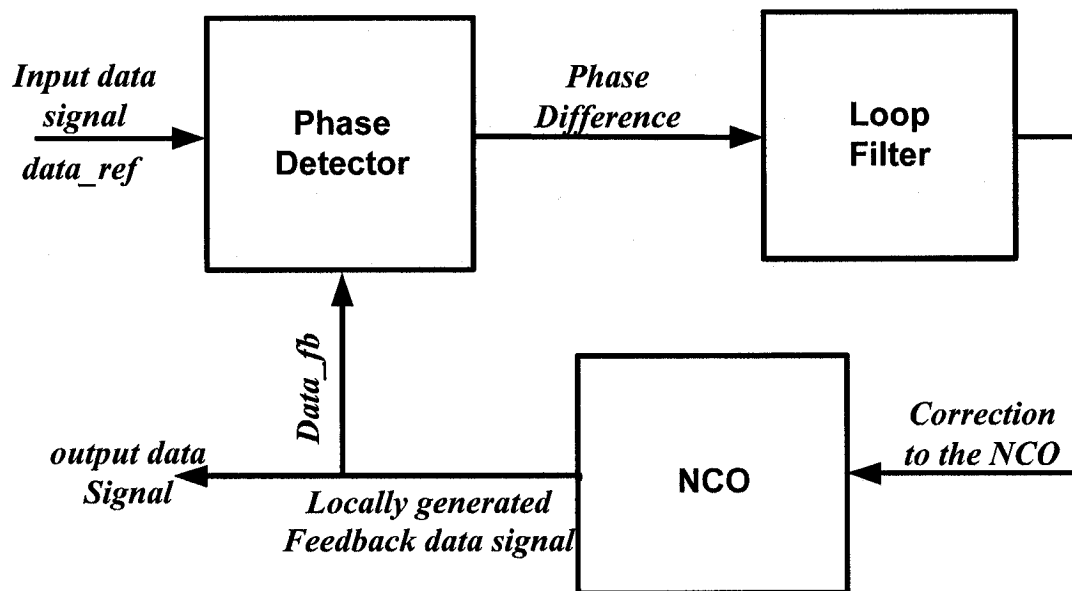 Input data
signal
data_ref
Phase
Detector
Phase
Difference
Loop
Filter
Data_fb
output data
Signal
Locally generated
Feedback data signal
NCO
Correction
to the NCO